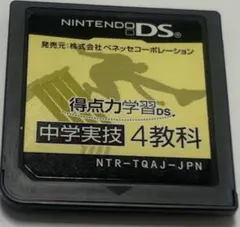 NINTENDO DS
発売元:株式会社ベネッセコーポレーション
得点力学習DS.
中学実技 4教科
NTR-TQAJ-JPN